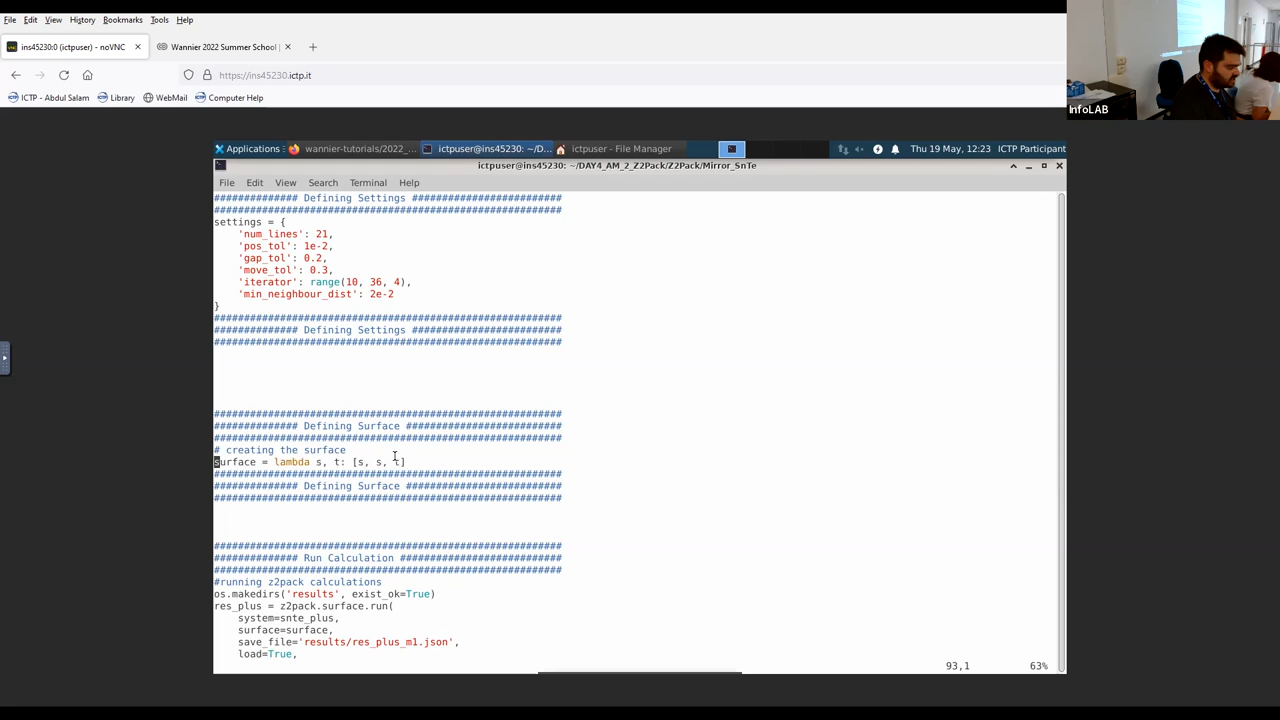 File Edit View History Bookmarks Tools Help
ins45230:0 (ictpuser) - noVNC × Wannier 2022 Summer School | × +
https://ins45230.ictp.it
ICTP - Abdul Salam Library WebMail Computer Help
InfoLAB
Applications wannier-tutorials/2022_... ictpuser@ins45230: ~/D... ictpuser - File Manager Thu 19 May, 12:23 ICTP Participant
ictpuser@ins45230: ~/DAY4_AM_2_Z2Pack/Z2Pack/Mirror_SnTe
File Edit View Search Terminal Help
############## Defining Settings #########################
##########################################################
settings = {
    'num_lines': 21,
    'pos_tol': 1e-2,
    'gap_tol': 0.2,
    'move_tol': 0.3,
    'iterator': range(10, 36, 4),
    'min_neighbour_dist': 2e-2
}
##########################################################
############## Defining Settings #########################
##########################################################
##########################################################
############## Defining Surface ##########################
##########################################################
# creating the surface
surface = lambda s, t: [s, s, t]
##########################################################
############## Defining Surface ##########################
##########################################################
##########################################################
############## Run Calculation ###########################
##########################################################
#running z2pack calculations
os.makedirs('results', exist_ok=True)
res_plus = z2pack.surface.run(
    system=snte_plus,
    surface=surface,
    save_file='results/res_plus_m1.json',
    load=True,
93,1 63%